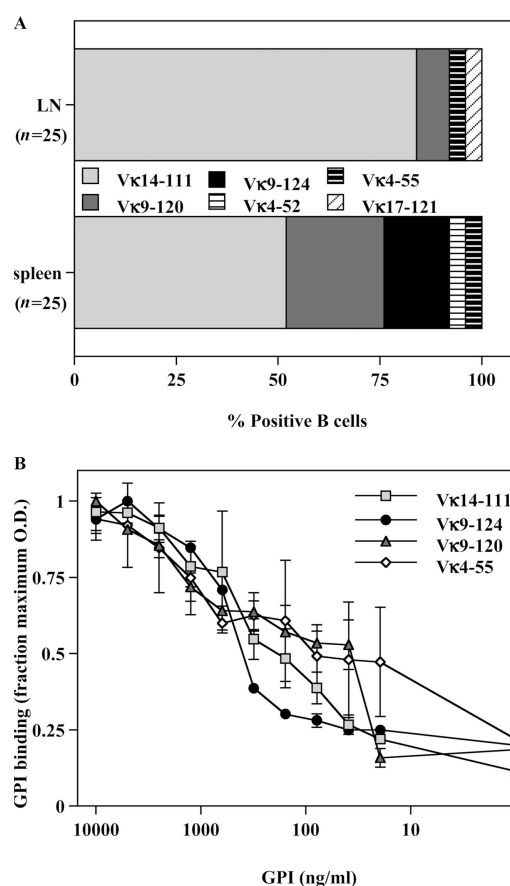 A
LN
(n=25)
Vκ14-111
Vκ9-124
Vκ4-55
Vκ9-120
Vκ4-52
Vκ17-121
spleen
(n=25)
0
25
50
75
100
% Positive B cells
B
GPI binding (fraction maximum O.D.)
1
0.75
0.5
0.25
0
Vκ14-111
Vκ9-124
Vκ9-120
Vκ4-55
10000
1000
100
10
GPI (ng/ml)